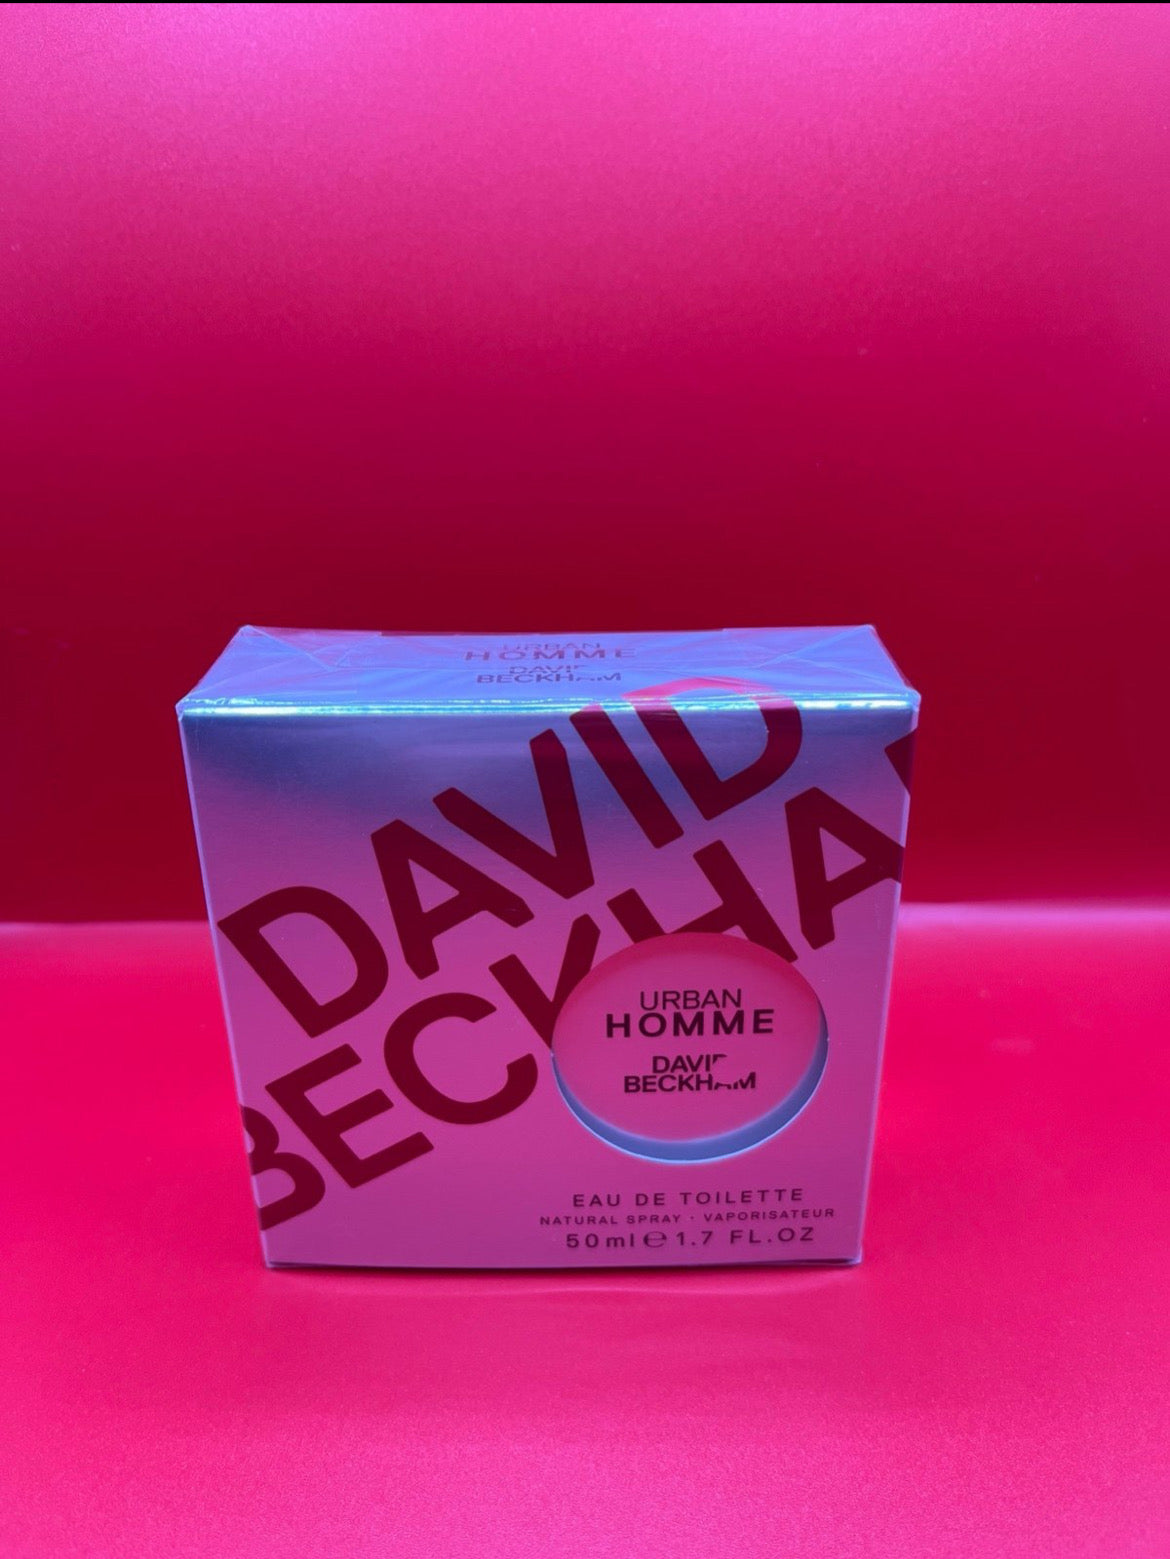 URBAN
HOMME
DAVID
BECKHAM
DAVID
BECKHA
URBAN
HOMME
DAVID
BECKHAM
EAU DE TOILETTE
NATURAL SPRAY · VAPORISATEUR
50ml e 1.7 FL.OZ